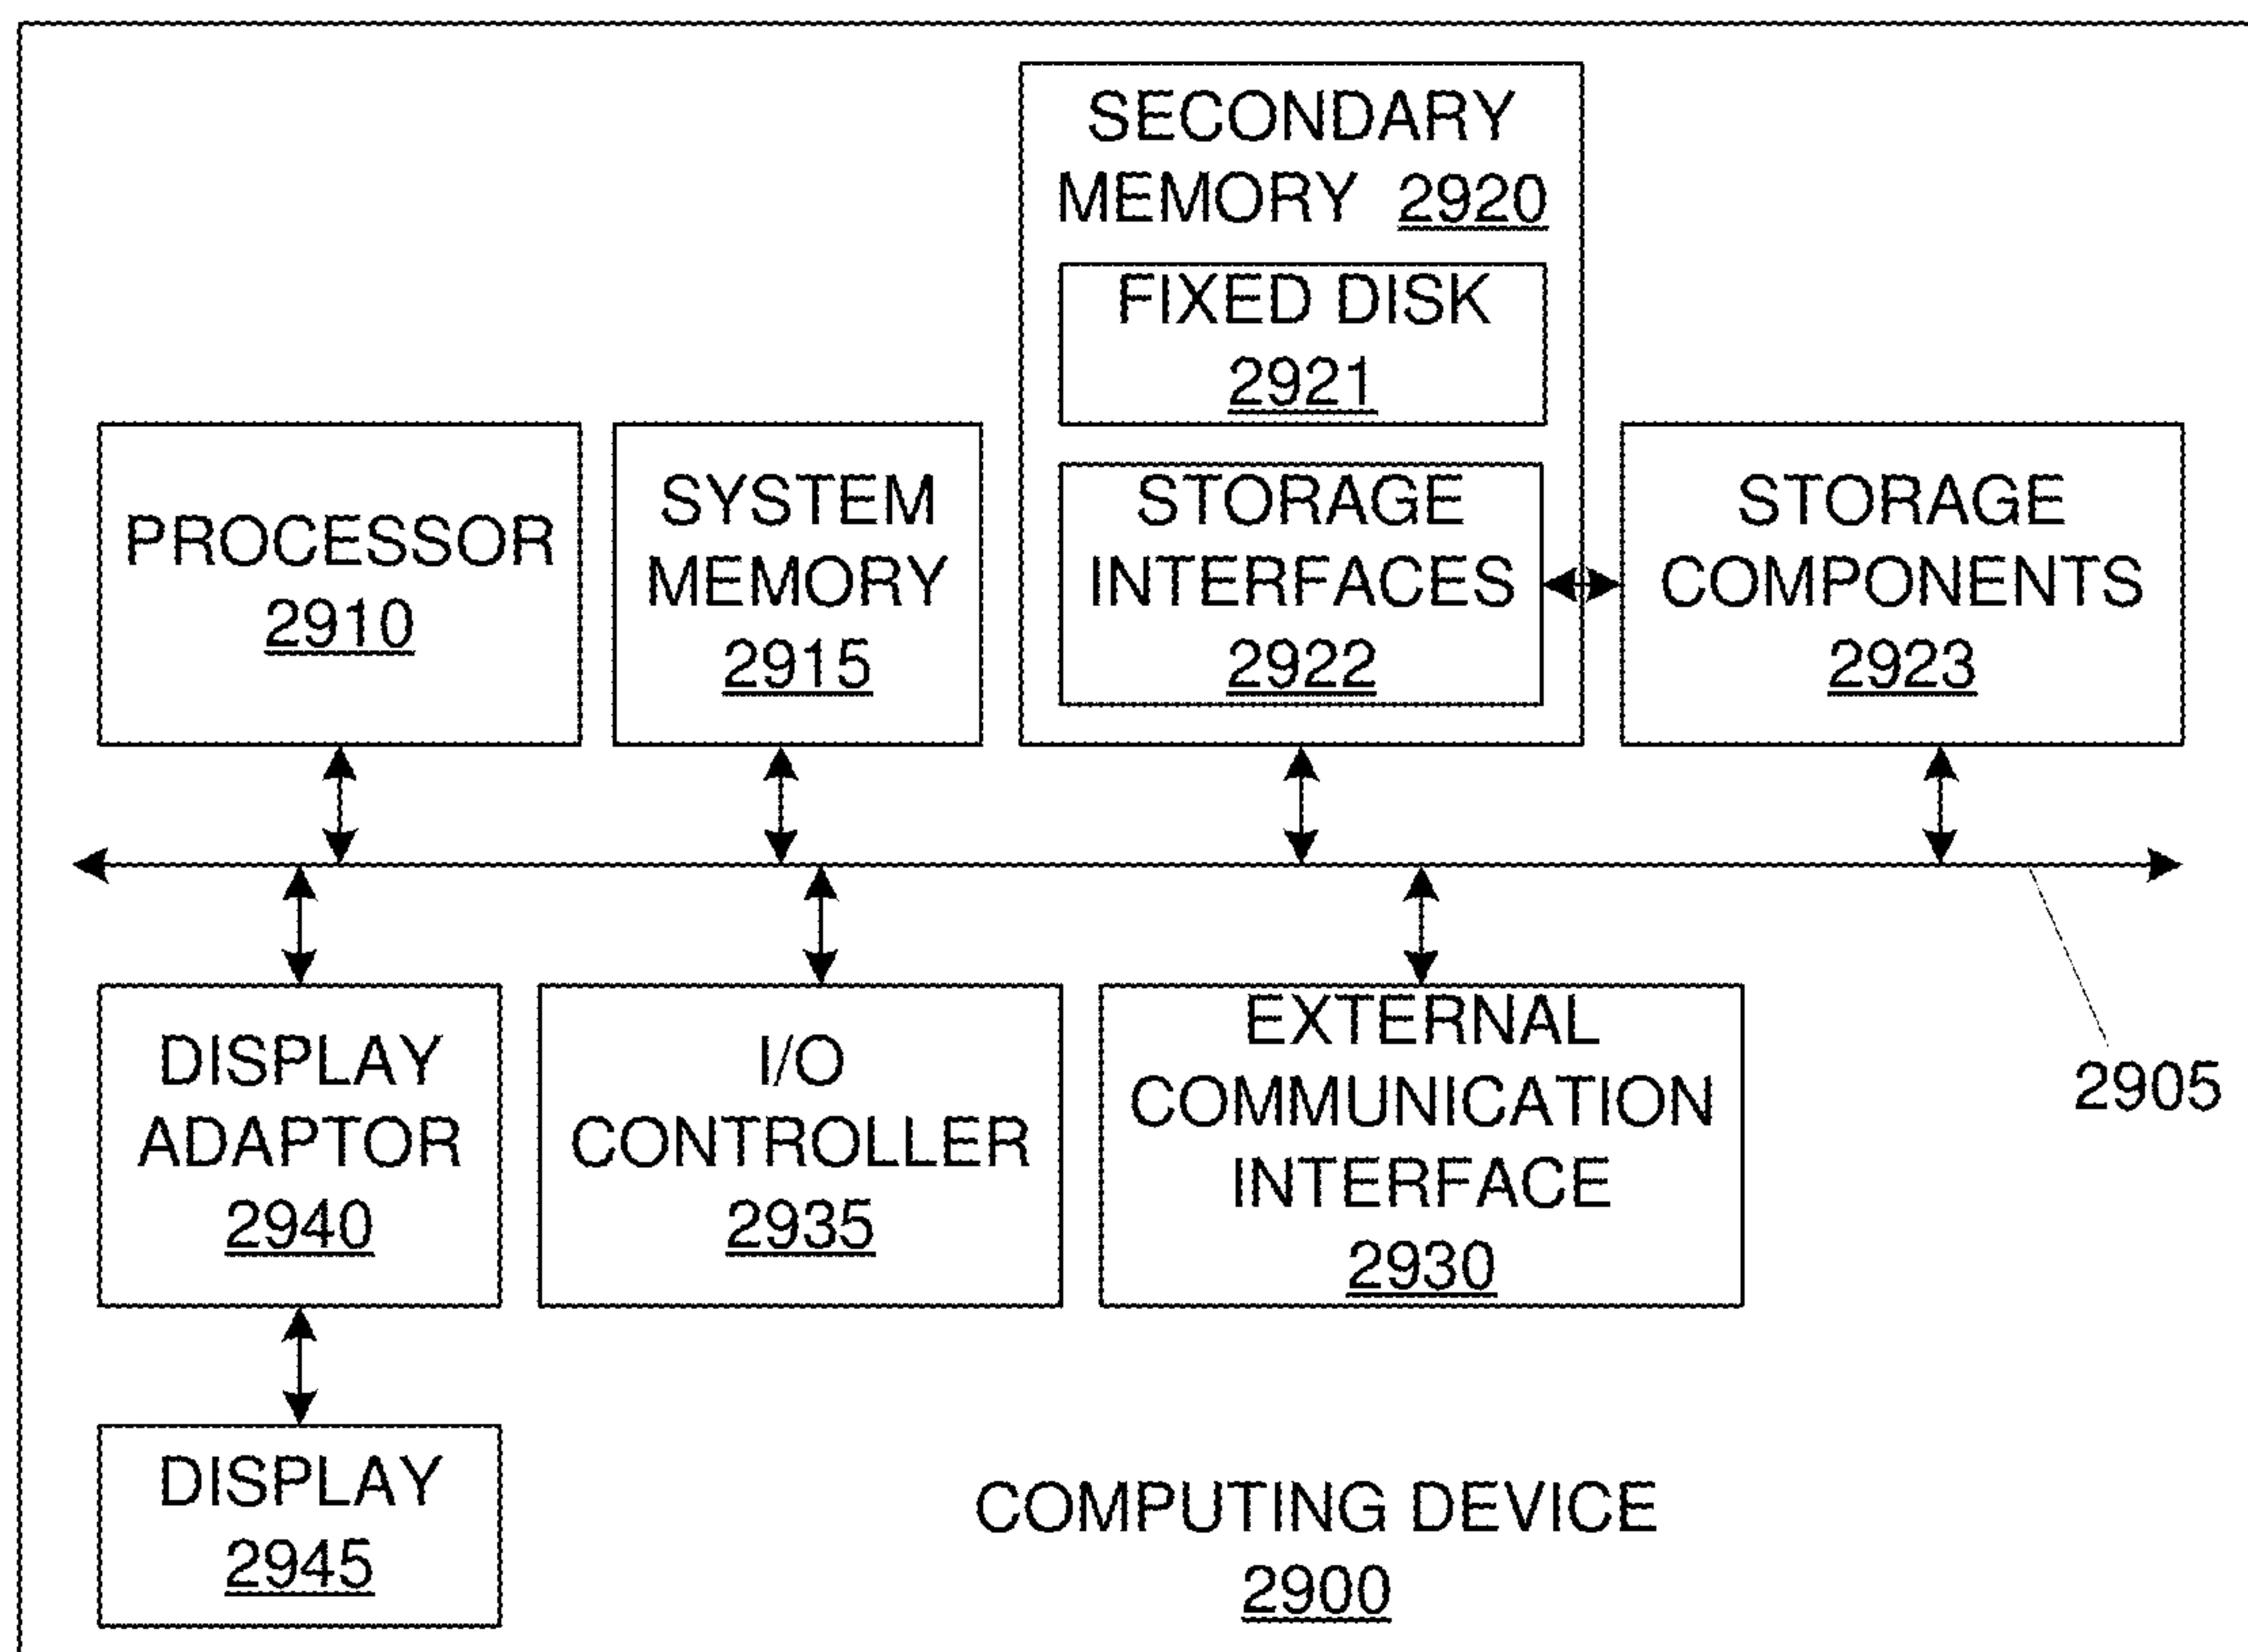 SECONDARY
MEMORY 2920
FIXED DISK
2921
STORAGE
INTERFACES
2922
PROCESSOR
2910
SYSTEM
MEMORY
2915
STORAGE
COMPONENTS
2923
2905
DISPLAY
ADAPTOR
2940
I/O
CONTROLLER
2935
EXTERNAL
COMMUNICATION
INTERFACE
2930
DISPLAY
2945
COMPUTING DEVICE
2900